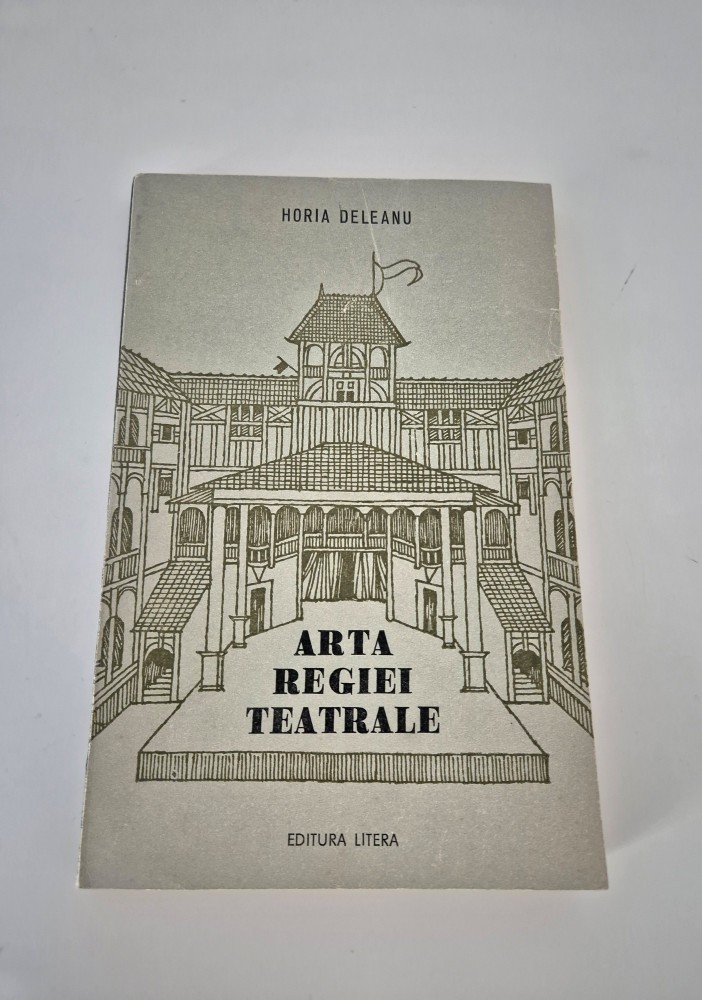 HORIA DELEANU
ARTA
REGIEI
TEATRALE
EDITURA LITERA